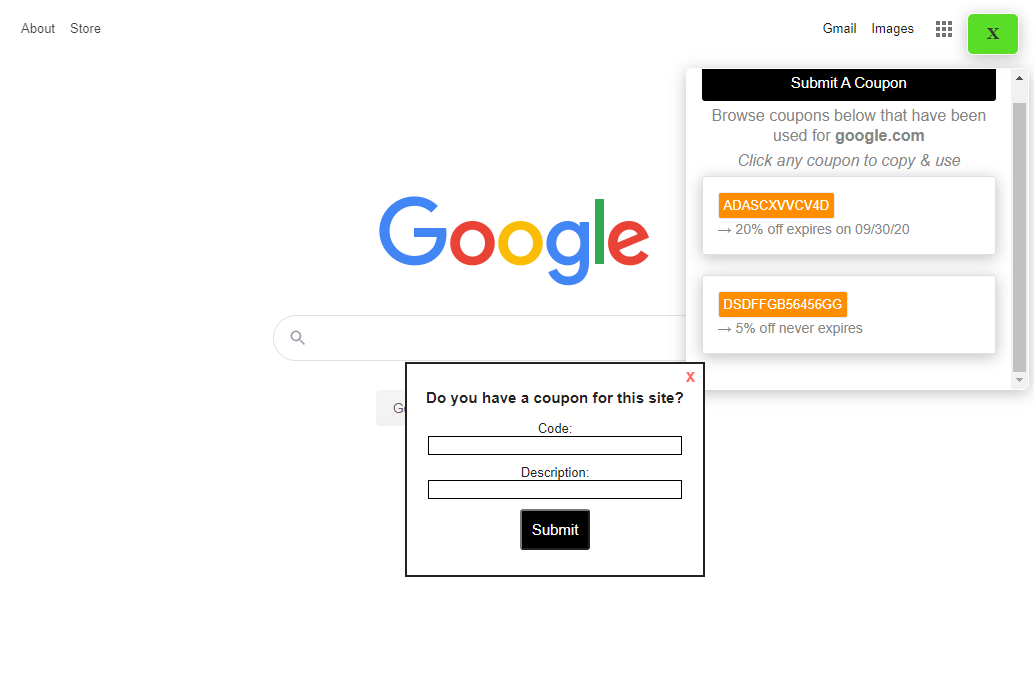 About Store
Gmail Images
X
Submit A Coupon
Browse coupons below that have been
used for google.com
Click any coupon to copy & use
ADASCXVVCV4D
→ 20% off expires on 09/30/20
DSDFFGB56456GG
→ 5% off never expires
Google
G
X
Do you have a coupon for this site?
Code:
Description:
Submit